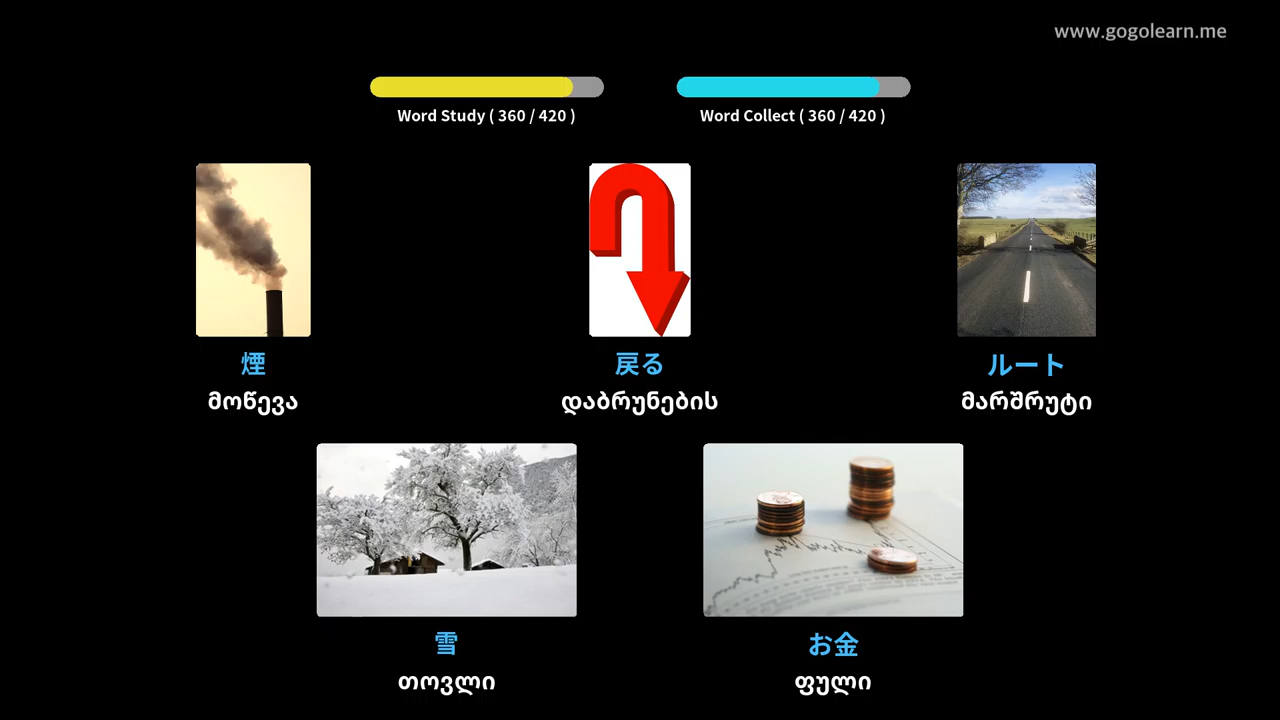 www.gogolearn.me
Word Study ( 360 / 420 )
Word Collect ( 360 / 420 )
煙
მოწევა
戻る
დაბრუნების
ルート
მარშრუტი
雪
თოვლი
お金
ფული